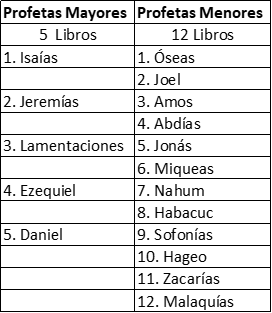 Profetas Mayores Profetas Menores
5 Libros 12 Libros
1. Isaías 1. Óseas
2. Joel
2. Jeremías 3. Amos
4. Abdías
3. Lamentaciones 5. Jonás
6. Miqueas
4. Ezequiel 7. Nahum
8. Habacuc
5. Daniel 9. Sofonías
10. Hageo
11. Zacarías
12. Malaquías